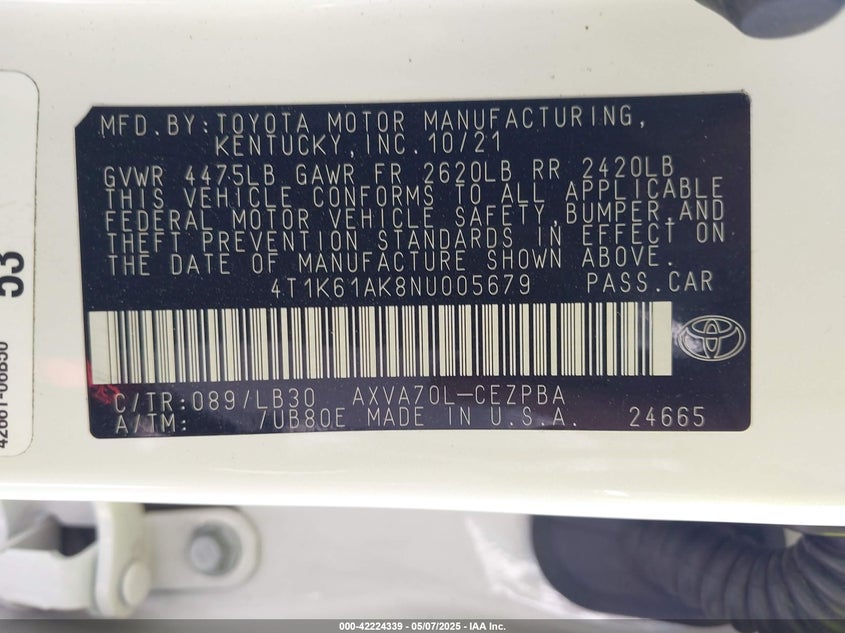 MFD.BY:TOYOTA MOTOR MANUFACTURING,
KENTUCKY,INC.10/21
GVWR 4475LB GAWR FR 2620LB RR 2420LB
THIS VEHICLE CONFORMS TO ALL APPLICABLE
FEDERAL MOTOR VEHICLE SAFETY,BUMPER,AND
THEFT PREVENTION STANDARDS IN EFFECT ON
THE DATE OF MANUFACTURE SHOWN ABOVE.
4T1K61AK8NU005679 PASS.CAR
C/TR:089/LB30 AXVA70L-CEZPBA
A/TM: /UB80E MADE IN U.S.A. 24665
53
42661-06B50
000-42224339 - 05/07/2025 - IAA Inc.